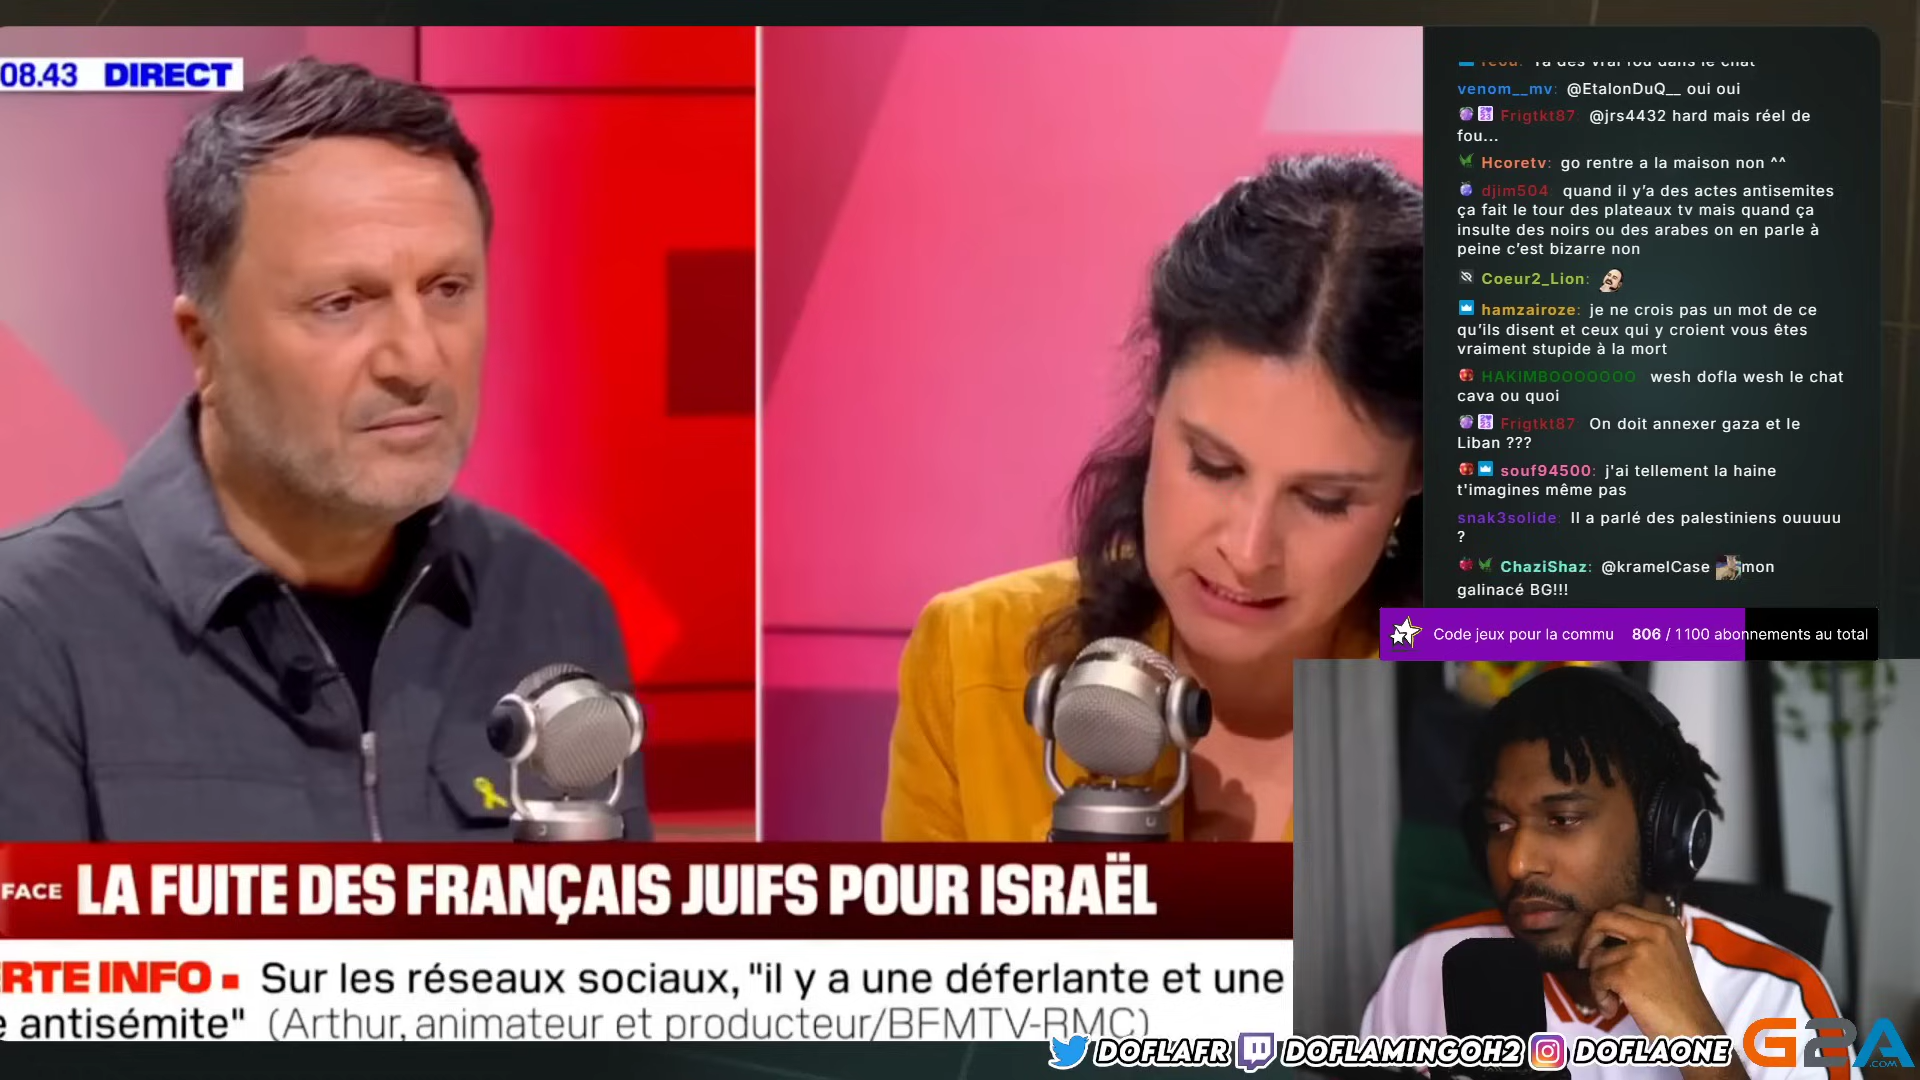 08.43 DIRECT
FACE LA FUITE DES FRANÇAIS JUIFS POUR ISRAËL
ERTE INFO ▪ Sur les réseaux sociaux, "il y a une déferlante et une
e antisémite" (Arthur, animateur et producteur/BFMTV-RMC)
venom__mv: @EtalonDuQ__ oui oui
Frigtkt87: @jrs4432 hard mais réel de
fou...
Hcoretv: go rentre a la maison non ^^
djim504: quand il y'a des actes antisemites
ça fait le tour des plateaux tv mais quand ça
insulte des noirs ou des arabes on en parle à
peine c'est bizarre non
Coeur2_Lion:
hamzairoze: je ne crois pas un mot de ce
qu'ils disent et ceux qui y croient vous êtes
vraiment stupide à la mort
HAKIMBOOOOOOO: wesh dofla wesh le chat
cava ou quoi
Frigtkt87: On doit annexer gaza et le
Liban ???
souf94500: j'ai tellement la haine
t'imagines même pas
snak3solide: Il a parlé des palestiniens ouuuuu
?
ChaziShaz: @kramelCase mon
galinacé BG!!!
Code jeux pour la commu 806 / 1100 abonnements au total
DOFLAFR DOFLAMINGOH2 DOFLAONE G2A
.COM